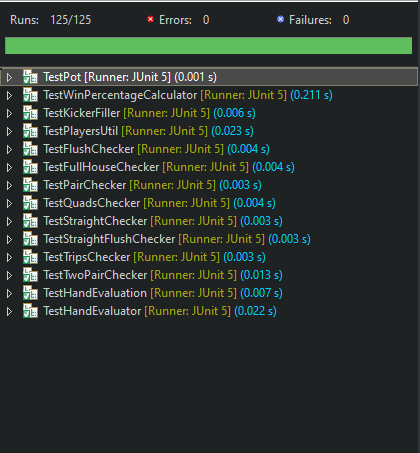 Runs: 125/125 Errors: 0 Failures: 0
TestPot [Runner: JUnit 5] (0.001 s)
TestWinPercentageCalculator [Runner: JUnit 5] (0.211 s)
TestKickerFiller [Runner: JUnit 5] (0.006 s)
TestPlayersUtil [Runner: JUnit 5] (0.023 s)
TestFlushChecker [Runner: JUnit 5] (0.004 s)
TestFullHouseChecker [Runner: JUnit 5] (0.004 s)
TestPairChecker [Runner: JUnit 5] (0.003 s)
TestQuadsChecker [Runner: JUnit 5] (0.004 s)
TestStraightChecker [Runner: JUnit 5] (0.003 s)
TestStraightFlushChecker [Runner: JUnit 5] (0.003 s)
TestTripsChecker [Runner: JUnit 5] (0.003 s)
TestTwoPairChecker [Runner: JUnit 5] (0.013 s)
TestHandEvaluation [Runner: JUnit 5] (0.007 s)
TestHandEvaluator [Runner: JUnit 5] (0.022 s)